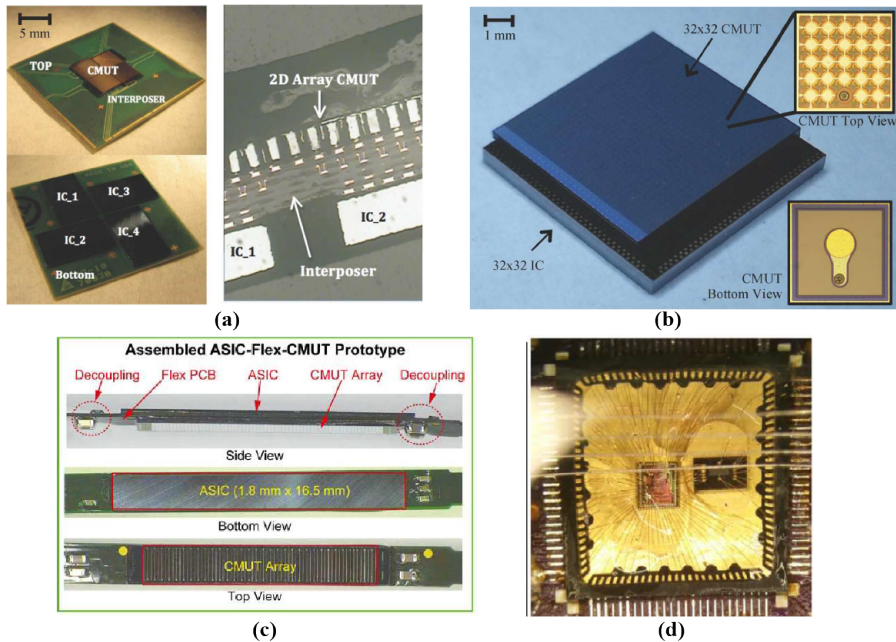 5 mm
TOP
CMUT
INTERPOSER
IC_1
IC_3
IC_2
IC_4
Bottom
2D Array CMUT
IC_2
IC_1
Interposer
(a)
1 mm
32x32 CMUT
CMUT Top View
32x32 IC
CMUT
Bottom View
(b)
Assembled ASIC-Flex-CMUT Prototype
Decoupling
Flex PCB
ASIC
CMUT Array
Decoupling
Side View
ASIC (1.8 mm x 16.5 mm)
Bottom View
CMUT Array
Top View
(c)
(d)